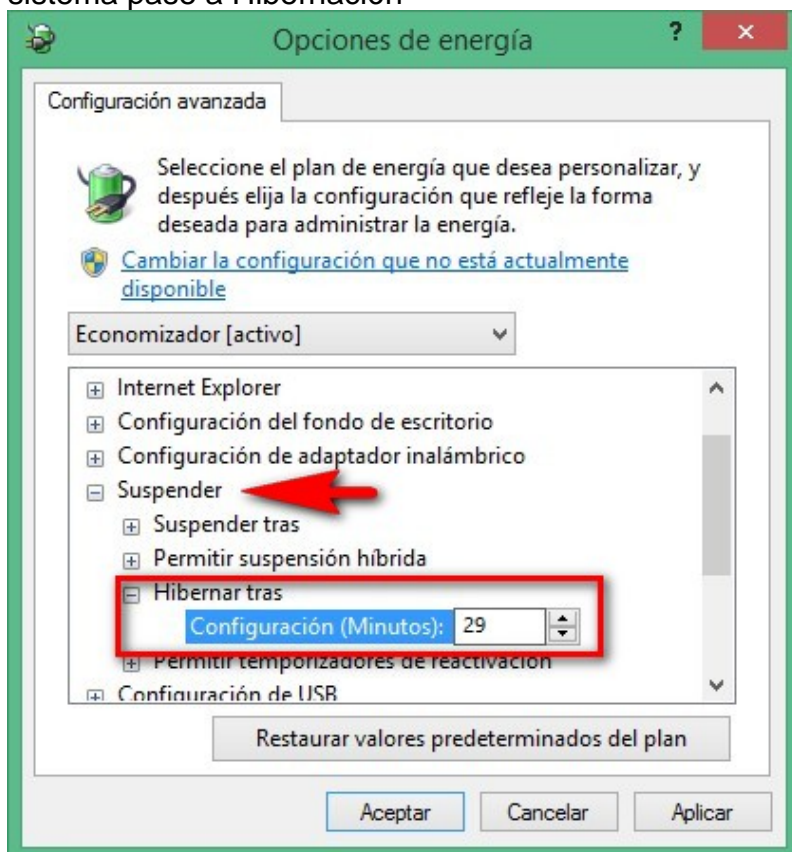 sistema pase a Hibernación
Opciones de energía
?
×
Configuración avanzada
Seleccione el plan de energía que desea personalizar, y
después elija la configuración que refleje la forma
deseada para administrar la energía.
Cambiar la configuración que no está actualmente
disponible
Economizador [activo]
Internet Explorer
Configuración del fondo de escritorio
Configuración de adaptador inalámbrico
Suspender
Suspender tras
Permitir suspensión híbrida
Hibernar tras
Configuración (Minutos): 29
Permitir temporizadores de reactivación
Configuración de USB
Restaurar valores predeterminados del plan
Aceptar Cancelar Aplicar